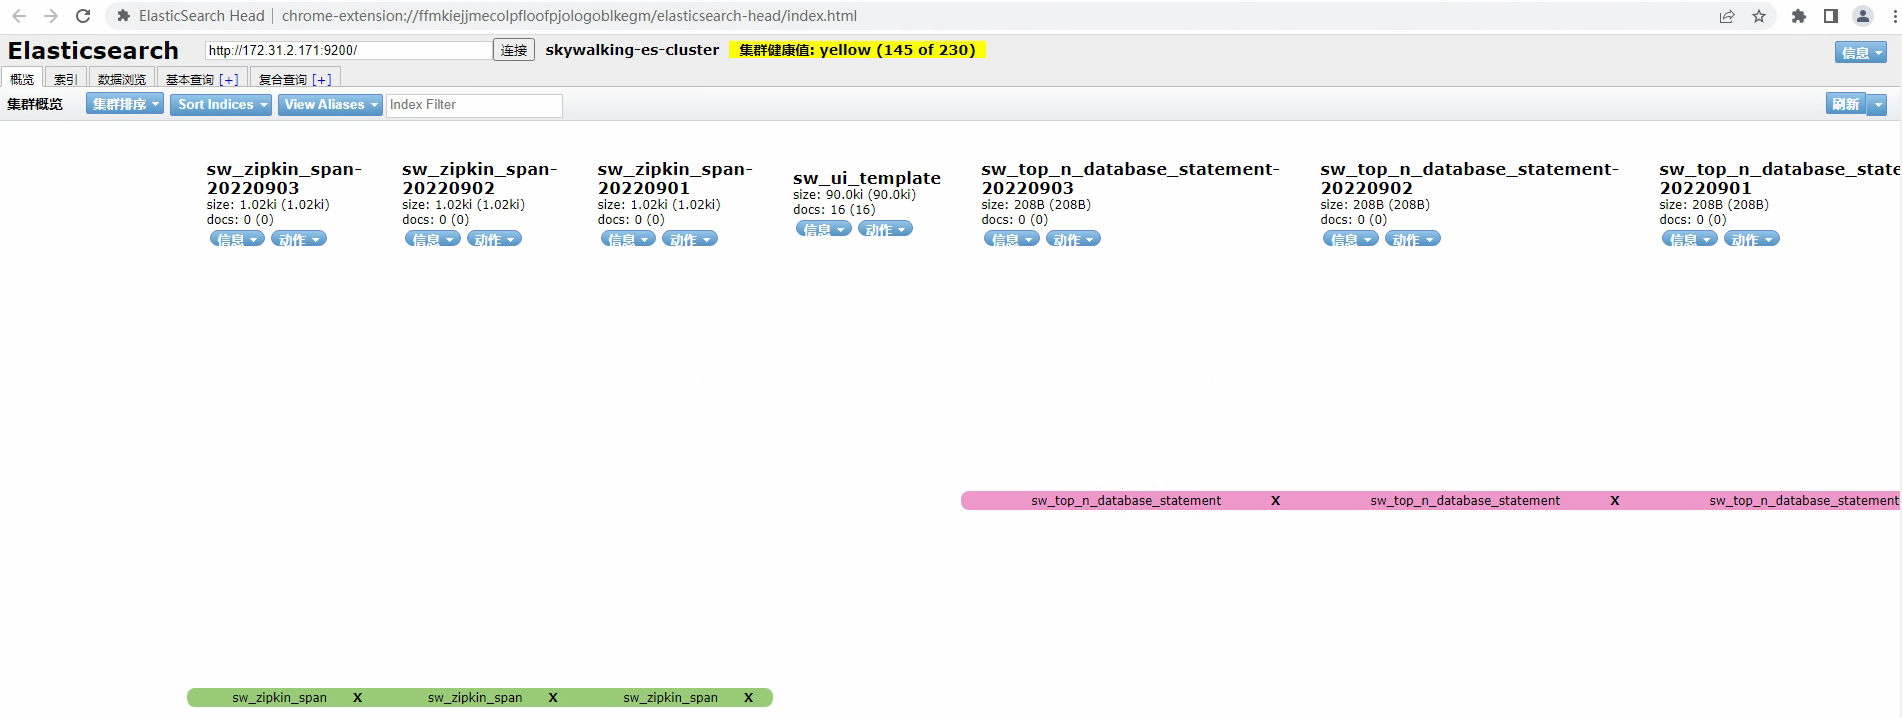 ElasticSearch Head | chrome-extension://ffmkiejjmecolpfloofpjologoblkegm/elasticsearch-head/index.html
Elasticsearch http://172.31.2.171:9200/ 连接 skywalking-es-cluster 集群健康值: yellow (145 of 230) 信息
概览 索引 数据浏览 基本查询 [+] 复合查询 [+]
集群概览 集群排序 Sort Indices View Aliases Index Filter 刷新
sw_zipkin_span-
20220903
size: 1.02ki (1.02ki)
docs: 0 (0)
信息 动作
sw_zipkin_span-
20220902
size: 1.02ki (1.02ki)
docs: 0 (0)
信息 动作
sw_zipkin_span-
20220901
size: 1.02ki (1.02ki)
docs: 0 (0)
信息 动作
sw_ui_template
size: 90.0ki (90.0ki)
docs: 16 (16)
信息 动作
sw_top_n_database_statement-
20220903
size: 208B (208B)
docs: 0 (0)
信息 动作
sw_top_n_database_statement-
20220902
size: 208B (208B)
docs: 0 (0)
信息 动作
sw_top_n_database_state
20220901
size: 208B (208B)
docs: 0 (0)
信息 动作
sw_top_n_database_statement X sw_top_n_database_statement X sw_top_n_database_statement
sw_zipkin_span X sw_zipkin_span X sw_zipkin_span X